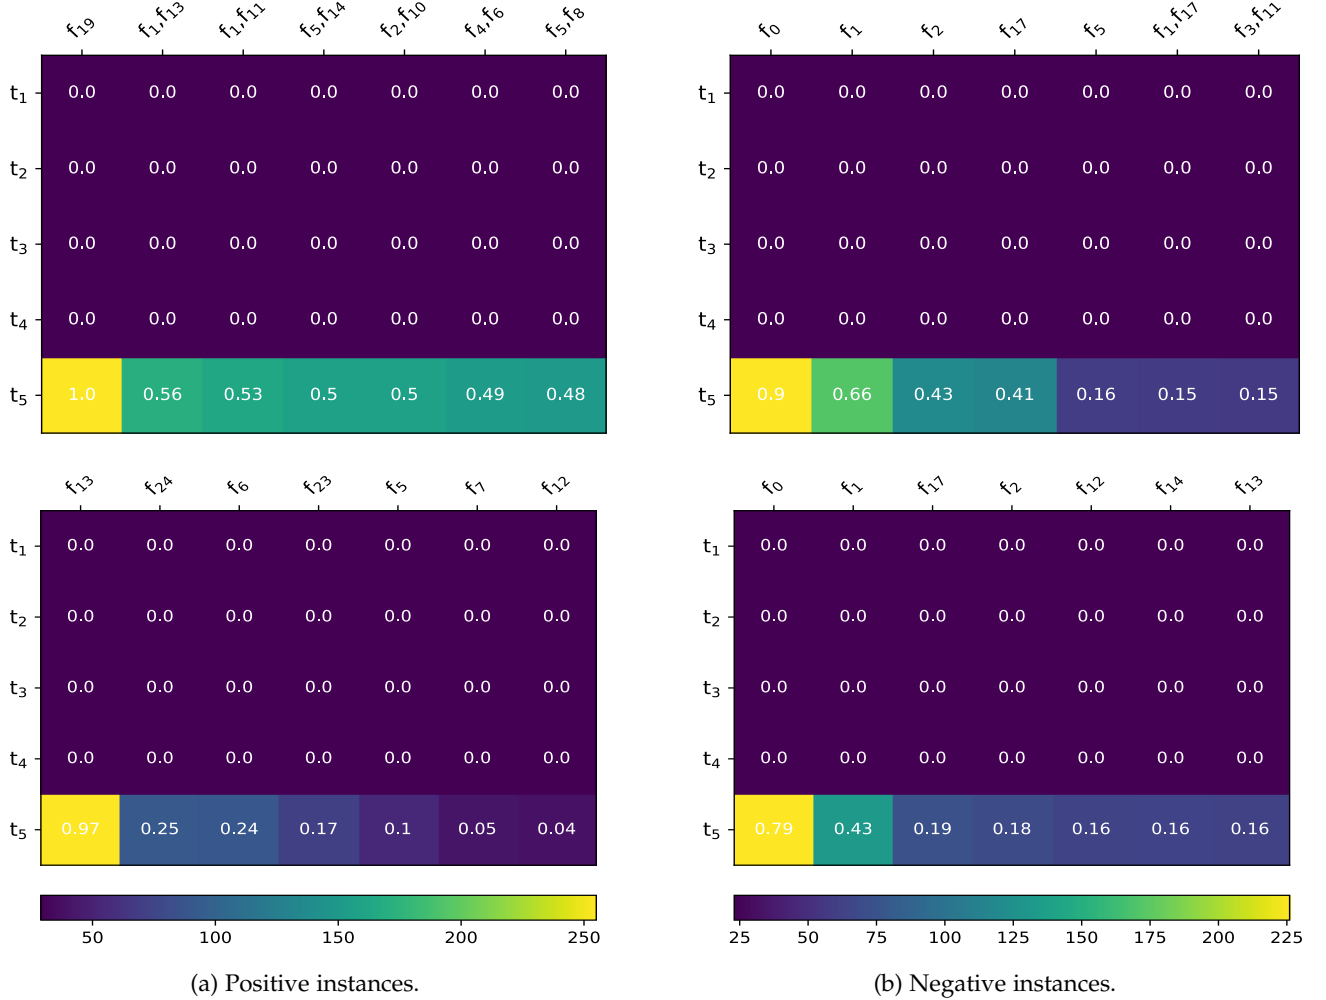 f19 f1,f13 f1,f11 f5,f14 f2,f10 f4,f6 f5,f8
t1 0.0 0.0 0.0 0.0 0.0 0.0 0.0
t2 0.0 0.0 0.0 0.0 0.0 0.0 0.0
t3 0.0 0.0 0.0 0.0 0.0 0.0 0.0
t4 0.0 0.0 0.0 0.0 0.0 0.0 0.0
t5 1.0 0.56 0.53 0.5 0.5 0.49 0.48
f0 f1 f2 f17 f5 f1,f17 f3,f11
t1 0.0 0.0 0.0 0.0 0.0 0.0 0.0
t2 0.0 0.0 0.0 0.0 0.0 0.0 0.0
t3 0.0 0.0 0.0 0.0 0.0 0.0 0.0
t4 0.0 0.0 0.0 0.0 0.0 0.0 0.0
t5 0.9 0.66 0.43 0.41 0.16 0.15 0.15
f13 f24 f6 f23 f5 f7 f12
t1 0.0 0.0 0.0 0.0 0.0 0.0 0.0
t2 0.0 0.0 0.0 0.0 0.0 0.0 0.0
t3 0.0 0.0 0.0 0.0 0.0 0.0 0.0
t4 0.0 0.0 0.0 0.0 0.0 0.0 0.0
t5 0.97 0.25 0.24 0.17 0.1 0.05 0.04
50 100 150 200 250
(a) Positive instances.
f0 f1 f17 f2 f12 f14 f13
t1 0.0 0.0 0.0 0.0 0.0 0.0 0.0
t2 0.0 0.0 0.0 0.0 0.0 0.0 0.0
t3 0.0 0.0 0.0 0.0 0.0 0.0 0.0
t4 0.0 0.0 0.0 0.0 0.0 0.0 0.0
t5 0.79 0.43 0.19 0.18 0.16 0.16 0.16
25 50 75 100 125 150 175 200 225
(b) Negative instances.